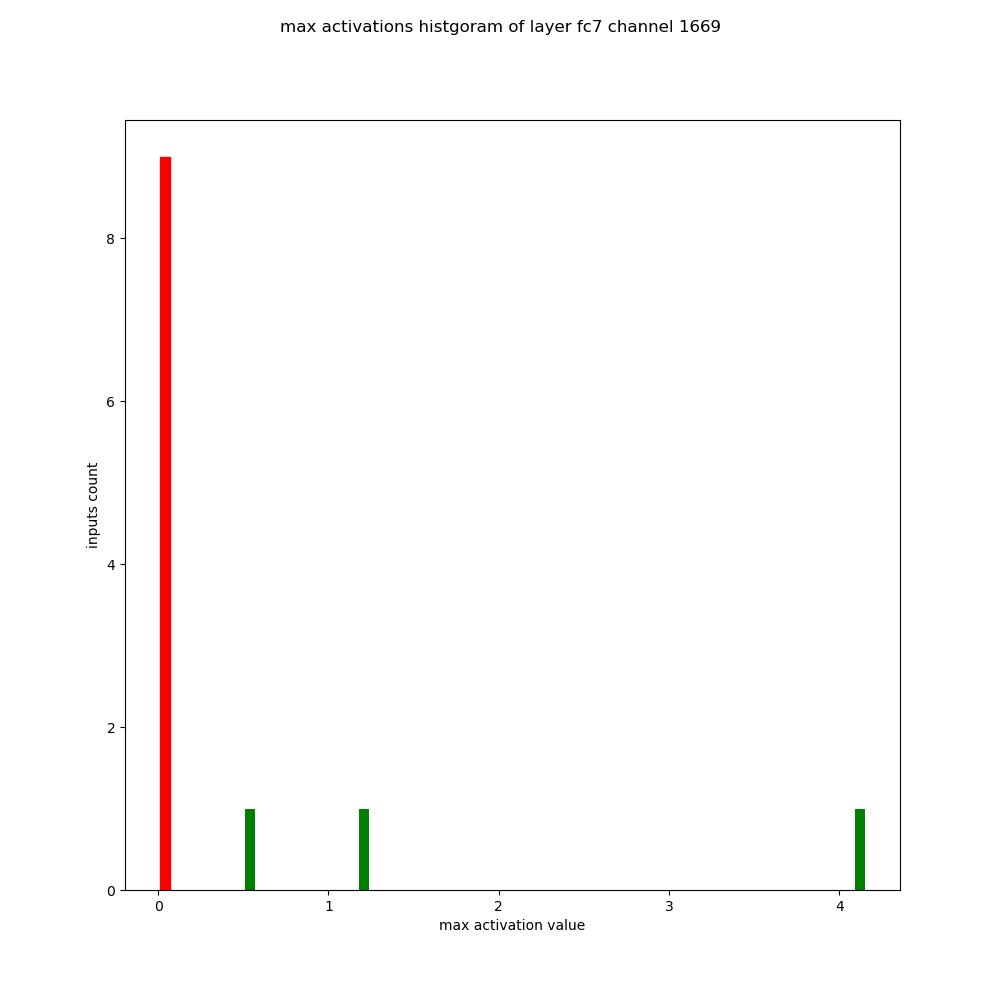 max activations histgoram of layer fc7 channel 1669
8
6
4
2
0
inputs count
0 1 2 3 4
max activation value